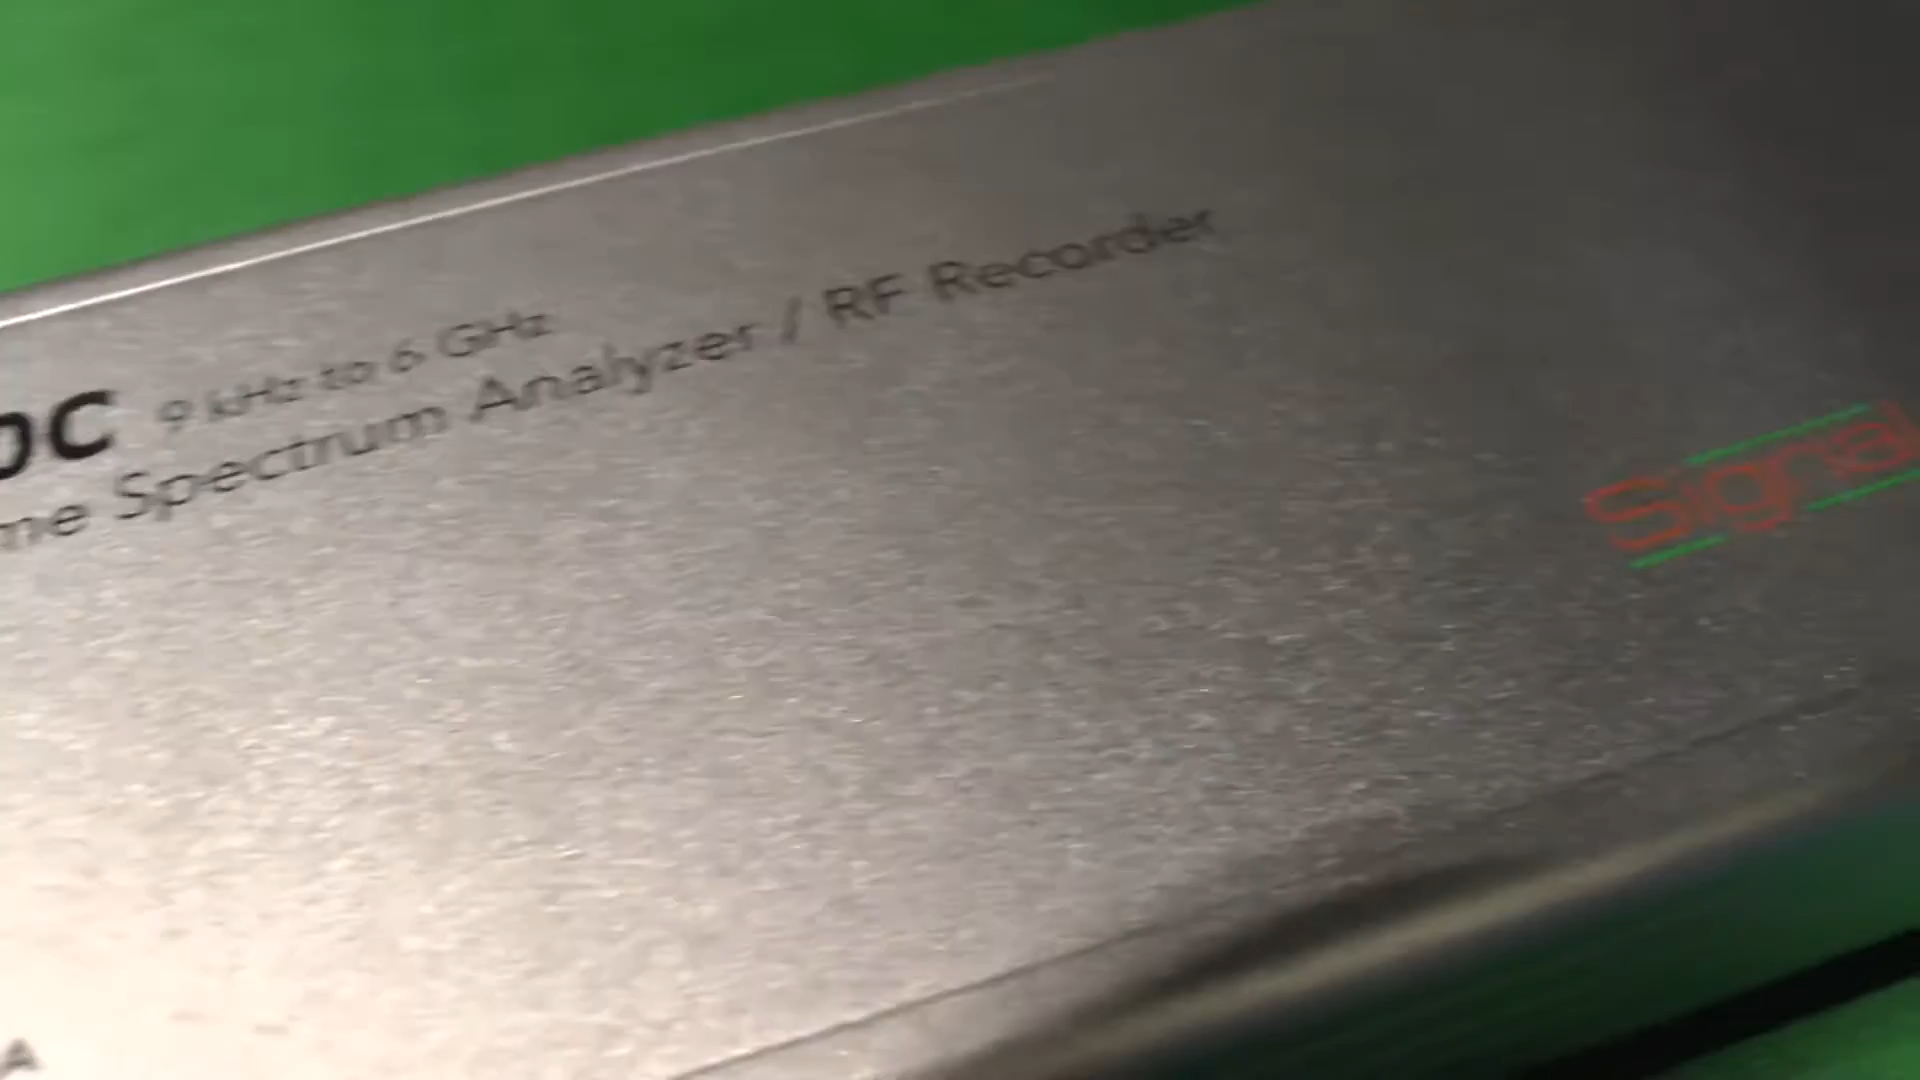 0C 9 kHz to 6 GHz
me Spectrum Analyzer / RF Recorder
Signal
A